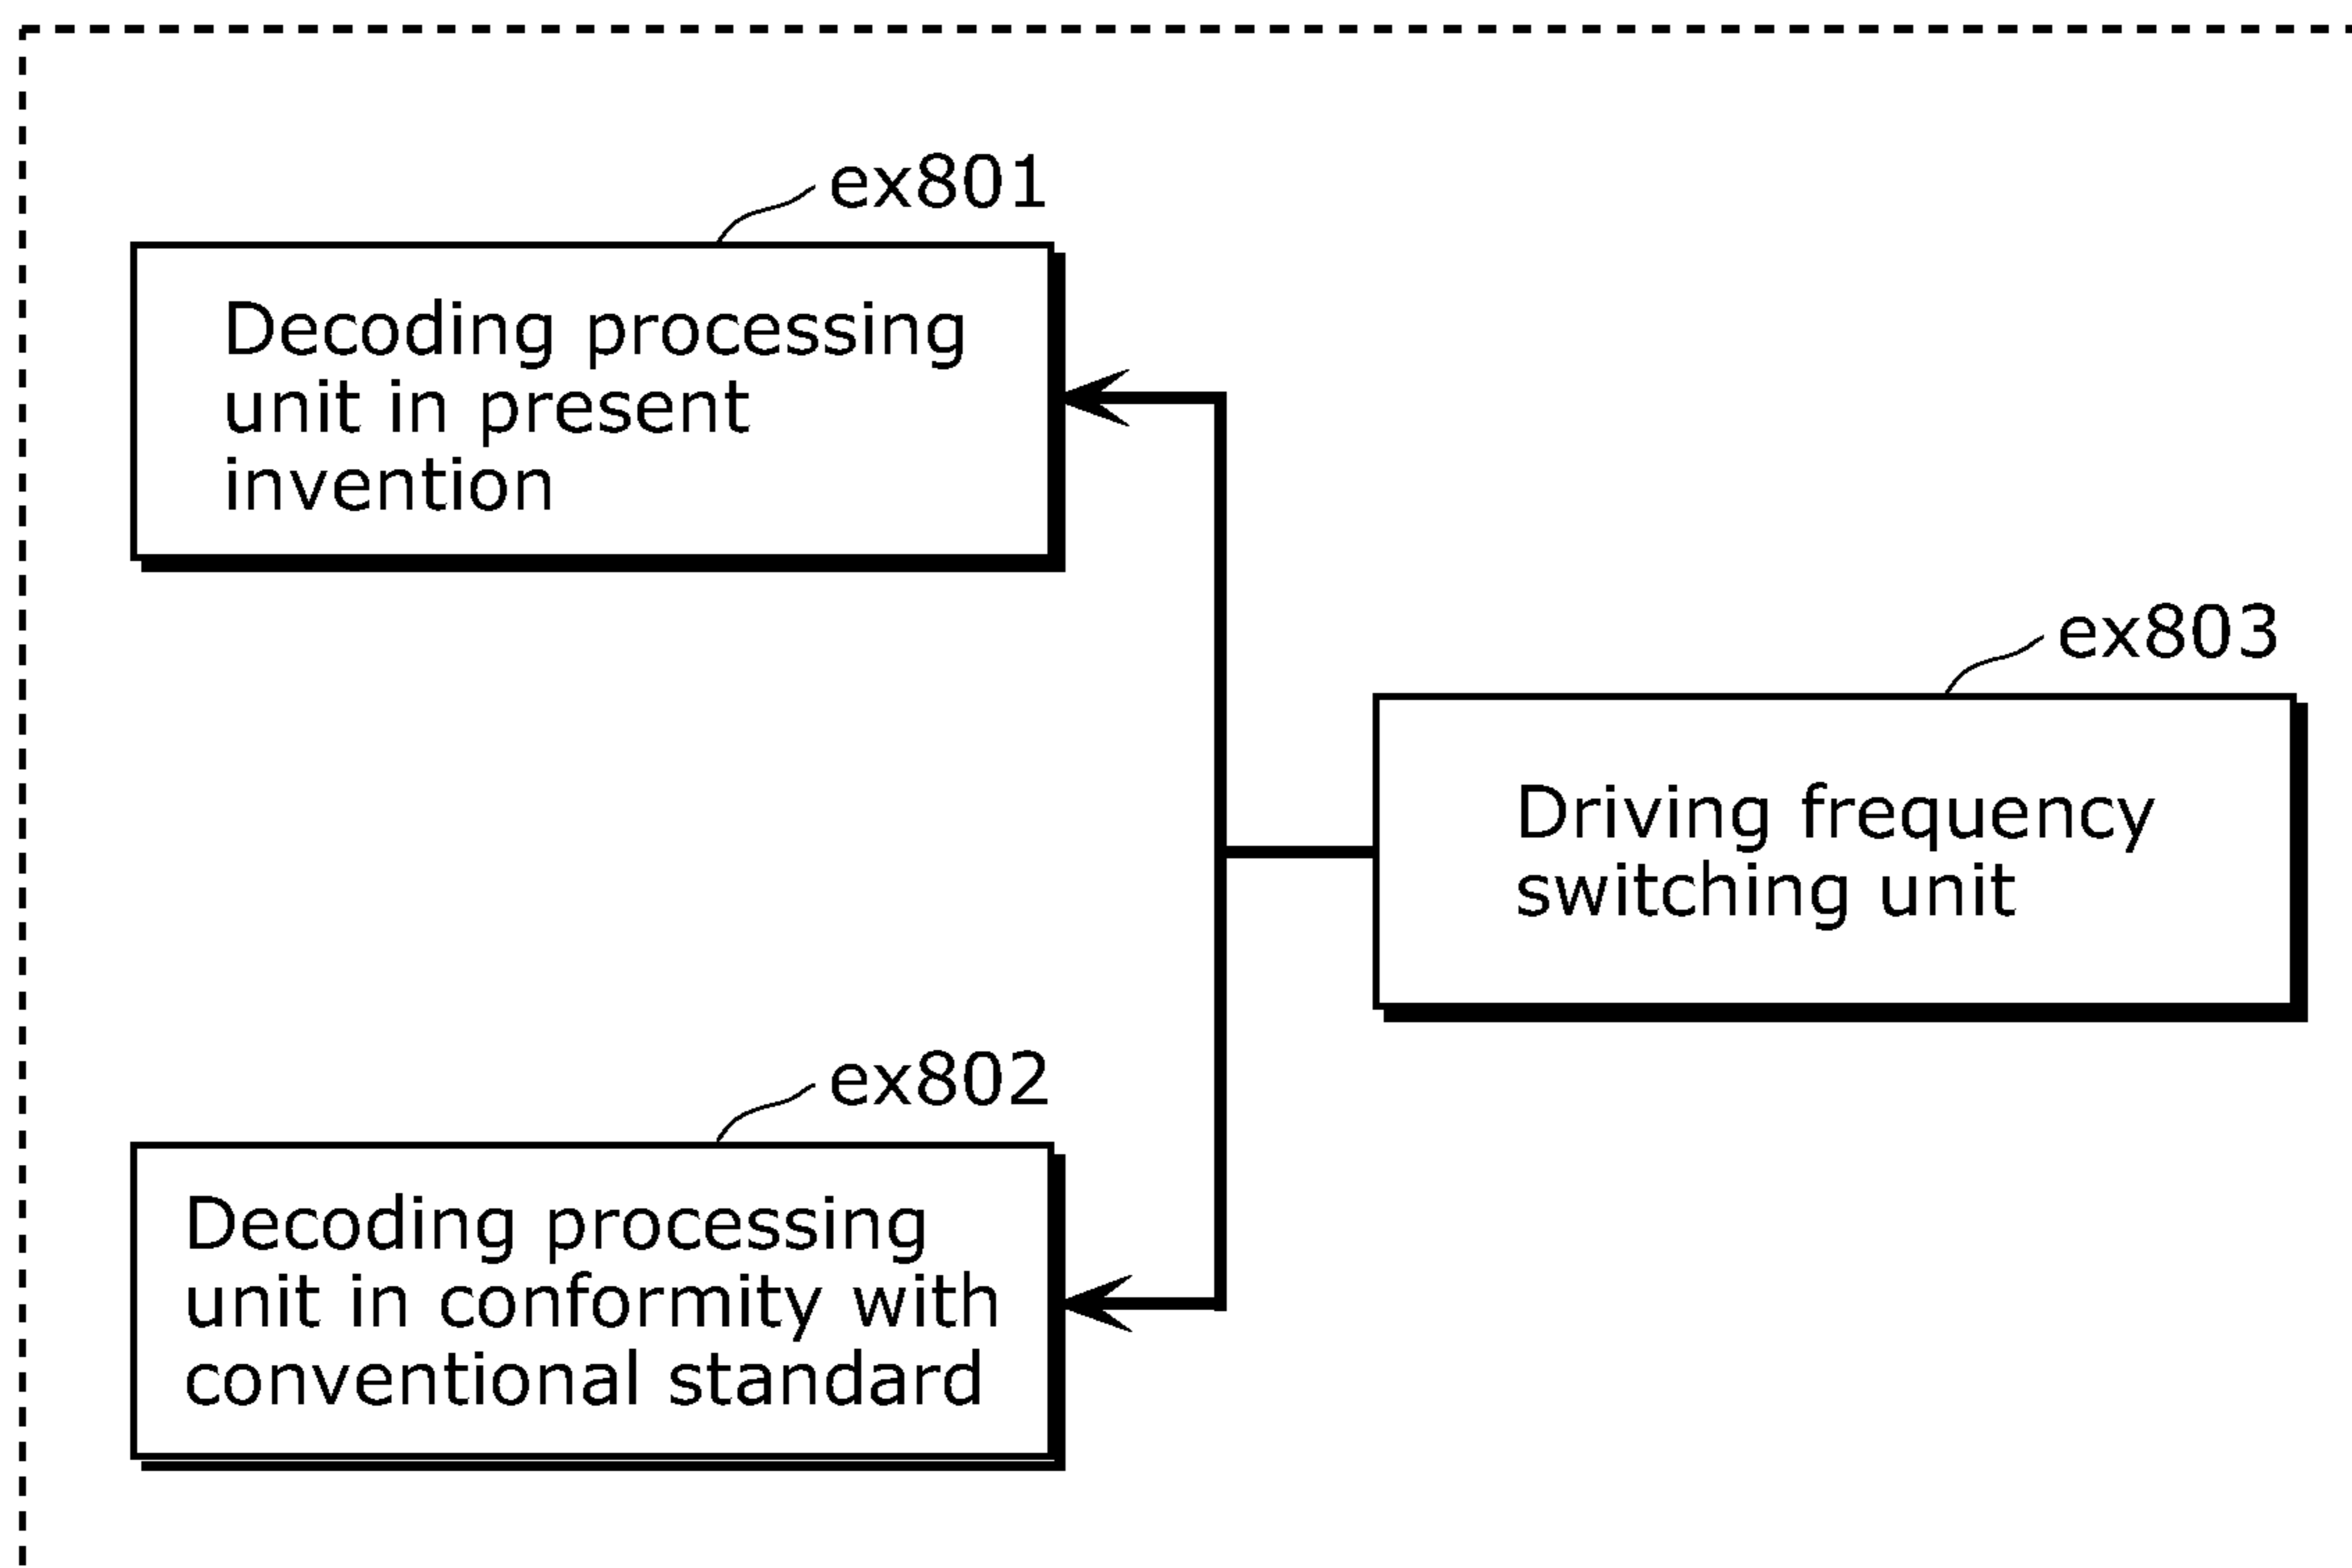 ex801
Decoding processing
unit in present
invention
ex803
Driving frequency
switching unit
ex802
Decoding processing
unit in conformity with
conventional standard